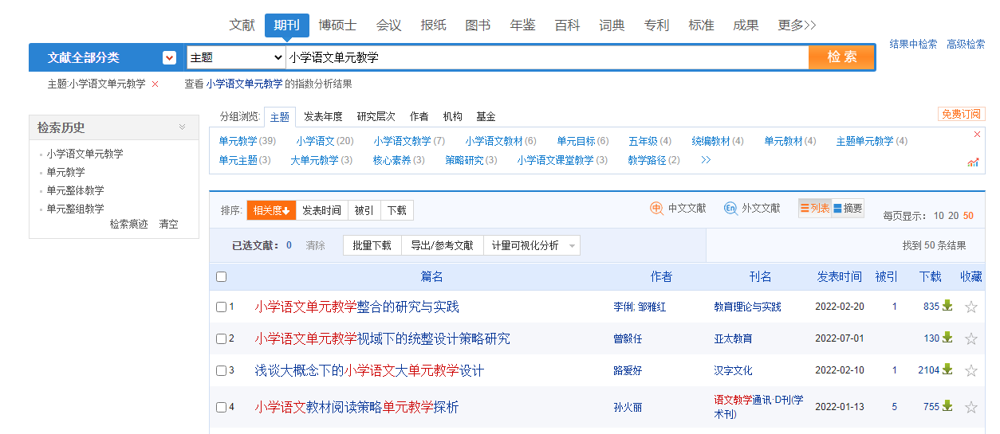 文献 期刊 博硕士 会议 报纸 图书 年鉴 百科 词典 专利 标准 成果 更多>>
文献全部分类 主题 小学语文单元教学 检 索 结果中检索 高级检索
主题:小学语文单元教学 × 查看 小学语文单元教学 的指数分析结果
检索历史
小学语文单元教学
单元教学
单元整体教学
单元整组教学
检索痕迹 清空
分组浏览: 主题 发表年度 研究层次 作者 机构 基金 免费订阅
单元教学(39) 小学语文(20) 小学语文教学(7) 小学语文教材(6) 单元目标(6) 五年级(4) 统编教材(4) 单元教材(4) 主题单元教学(4) ×
单元主题(3) 大单元教学(3) 核心素养(3) 策略研究(3) 小学语文课堂教学(3) 教学路径(2) >>
排序: 相关度 发表时间 被引 下载 中 中文文献 En 外文文献 列表 摘要 每页显示: 10 20 50
已选文献: 0 清除 批量下载 导出/参考文献 计量可视化分析 找到 50 条结果
篇名 作者 刊名 发表时间 被引 下载 收藏
1 小学语文单元教学整合的研究与实践 李俐; 邹雅红 教育理论与实践 2022-02-20 1 835
2 小学语文单元教学视域下的统整设计策略研究 曾毅任 亚太教育 2022-07-01 130
3 浅谈大概念下的小学语文大单元教学设计 路爱好 汉字文化 2022-02-10 1 2104
4 小学语文教材阅读策略单元教学探析 孙火丽 语文教学通讯·D刊(学术刊) 2022-01-13 5 755